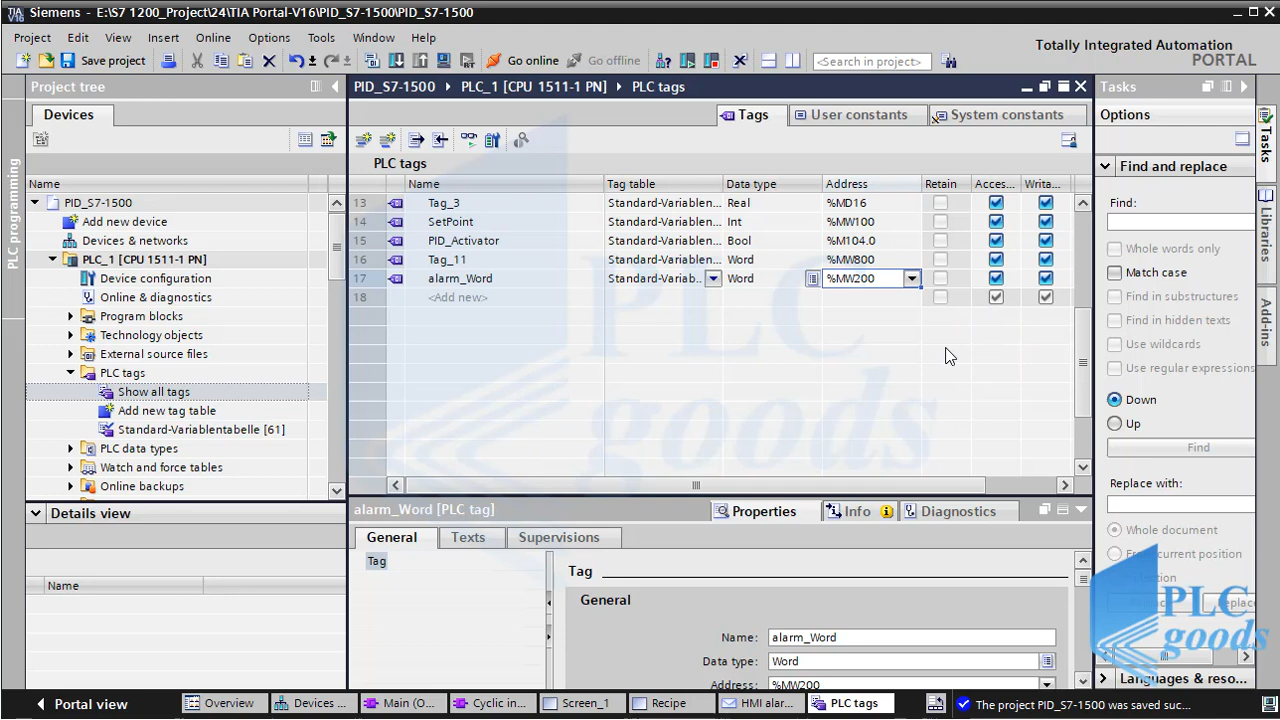 Siemens - E:\S7 1200_Project\24\TIA Portal-V16\PID_S7-1500\PID_S7-1500
Project Edit View Insert Online Options Tools Window Help
Totally Integrated Automation
PORTAL
Save project Go online Go offline <Search in project>
Project tree
PID_S7-1500 PLC_1 [CPU 1511-1 PN] PLC tags
Tasks
Devices
Tags User constants System constants
Options
PLC programming
Tasks
Libraries
Add-ins
PLC tags
Find and replace
Name
Name Tag table Data type Address Retain Acces... Writa...
PID_S7-1500
Add new device
Devices & networks
PLC_1 [CPU 1511-1 PN]
Device configuration
Online & diagnostics
Program blocks
Technology objects
External source files
PLC tags
Show all tags
Add new tag table
Standard-Variablentabelle [61]
PLC data types
Watch and force tables
Online backups
13 Tag_3 Standard-Variablen... Real %MD16
14 SetPoint Standard-Variablen... Int %MW100
15 PID_Activator Standard-Variablen... Bool %M104.0
16 Tag_11 Standard-Variablen... Word %MW800
17 alarm_Word Standard-Variab.. Word %MW200
18 <Add new>
Find:
Whole words only
Match case
Find in substructures
Find in hidden texts
Use wildcards
Use regular expressions
Down
Up
Find
Replace with:
Whole document
From current position
Details view
Name
alarm_Word [PLC tag]
Properties Info Diagnostics
General Texts Supervisions
Tag
Tag
General
Name: alarm_Word
Data type: Word
Address: %MW200
PLC
goods
PLC
goods
Languages & reso...
Portal view
Overview Devices ... Main (O... Cyclic in... Screen_1 Recipe HMI alar... PLC tags
The project PID_S7-1500 was saved suc...